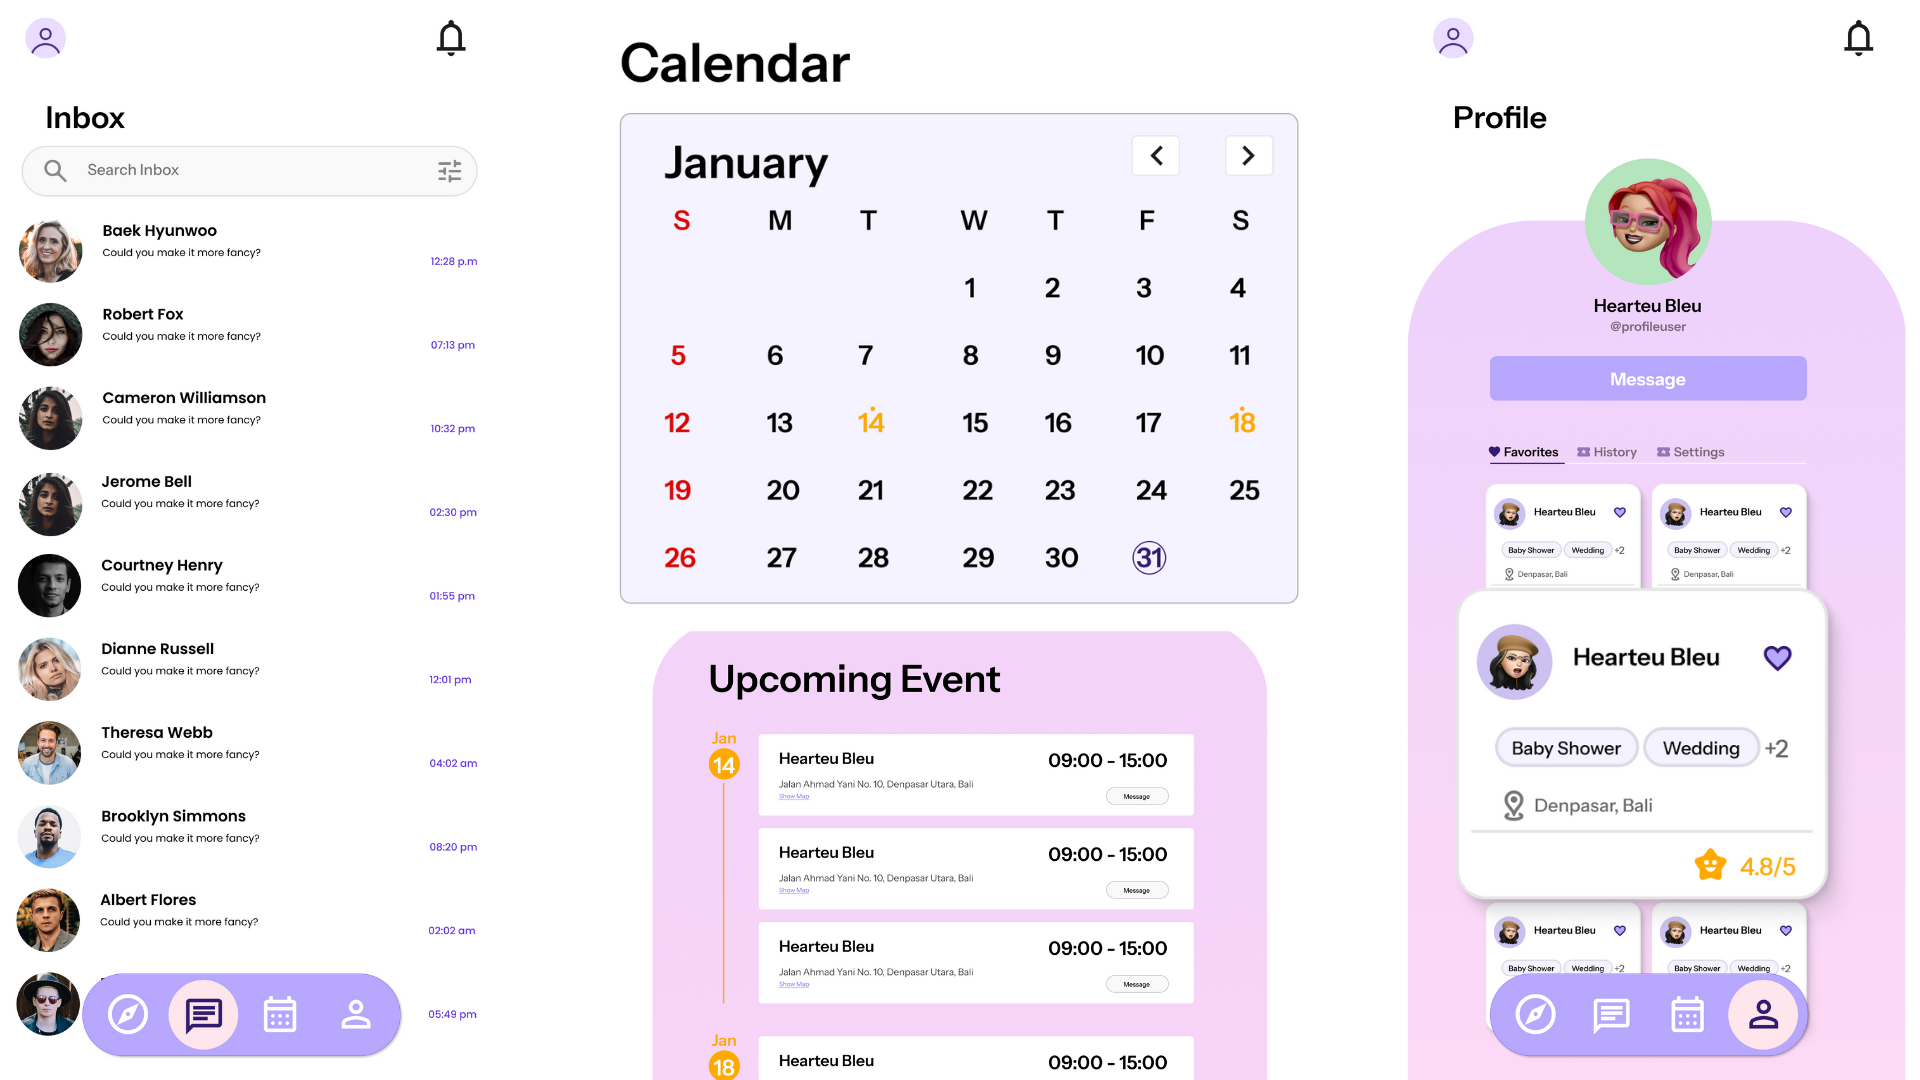 Inbox
Search Inbox
Baek Hyunwoo
Could you make it more fancy?
12:28 p.m
Robert Fox
Could you make it more fancy?
07:13 pm
Cameron Williamson
Could you make it more fancy?
10:32 pm
Jerome Bell
Could you make it more fancy?
02:30 pm
Courtney Henry
Could you make it more fancy?
01:55 pm
Dianne Russell
Could you make it more fancy?
12:01 pm
Theresa Webb
Could you make it more fancy?
04:02 am
Brooklyn Simmons
Could you make it more fancy?
08:20 pm
Albert Flores
Could you make it more fancy?
02:02 am
05:49 pm
Calendar
January
S M T W T F S
1 2 3 4
5 6 7 8 9 10 11
12 13 14 15 16 17 18
19 20 21 22 23 24 25
26 27 28 29 30 31
Upcoming Event
Jan
14
Hearteu Bleu
09:00 - 15:00
Jalan Ahmad Yani No. 10, Denpasar Utara, Bali
Show Map
Message
Hearteu Bleu
09:00 - 15:00
Jalan Ahmad Yani No. 10, Denpasar Utara, Bali
Show Map
Message
Hearteu Bleu
09:00 - 15:00
Jalan Ahmad Yani No. 10, Denpasar Utara, Bali
Show Map
Message
Jan
18
Hearteu Bleu
09:00 - 15:00
Profile
Hearteu Bleu
@profileuser
Message
Favorites History Settings
Hearteu Bleu
Baby Shower Wedding +2
Denpasar, Bali
Hearteu Bleu
Baby Shower Wedding +2
Denpasar, Bali
Hearteu Bleu
Baby Shower Wedding +2
Denpasar, Bali
4.8/5
Hearteu Bleu
Baby Shower Wedding +2
Hearteu Bleu
Baby Shower Wedding +2